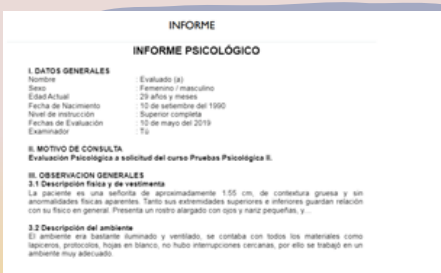 INFORME
INFORME PSICOLÓGICO
I. DATOS GENERALES
Nombre : Evaluado (a)
Sexo : Femenino / masculino
Edad Actual : 29 años y meses
Fecha de Nacimiento : 10 de setiembre del 1990
Nivel de instrucción : Superior completa
Fechas de Evaluación : 10 de mayo del 2019
Examinador : Tú
II. MOTIVO DE CONSULTA
Evaluación Psicológica a solicitud del curso Pruebas Psicológica II.
III. OBSERVACION GENERALES
3.1 Descripción física y de vestimenta
La paciente es una señorita de aproximadamente 1.55 cm, de contextura gruesa y sin
anormalidades físicas aparentes. Tanto sus extremidades superiores e inferiores guardan relación
con su físico en general. Presenta un rostro alargado con ojos y nariz pequeñas, y...
3.2 Descripción del ambiente
El ambiente era bastante iluminado y ventilado, se contaba con todos los materiales como
lapiceros, protocolos, hojas en blanco, no hubo interrupciones cercanas, por ello se trabajó en un
ambiente muy adecuado.